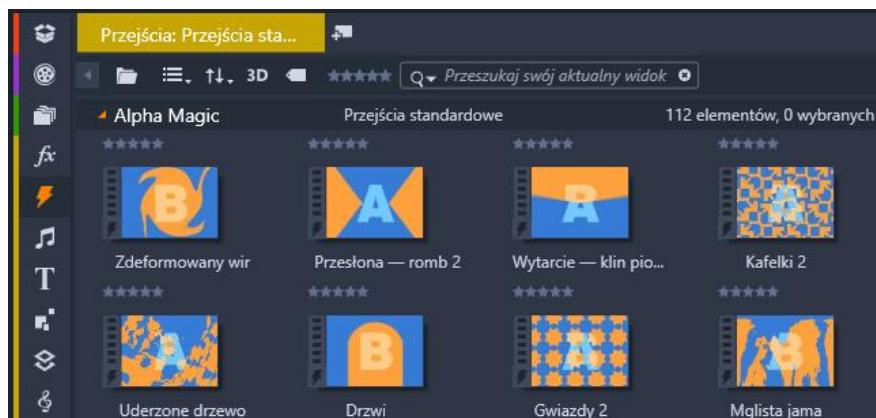 Przejścia: Przejścia sta...
3D Przeszukaj swój aktualny widok
Alpha Magic Przejścia standardowe 112 elementów, 0 wybranych
fx
B A B A
Zdeformowany wir Przesłona — romb 2 Wytarcie — klin pio... Kafelki 2
T
A B A B
Uderzone drzewo Drzwi Gwiazdy 2 Mglista jama